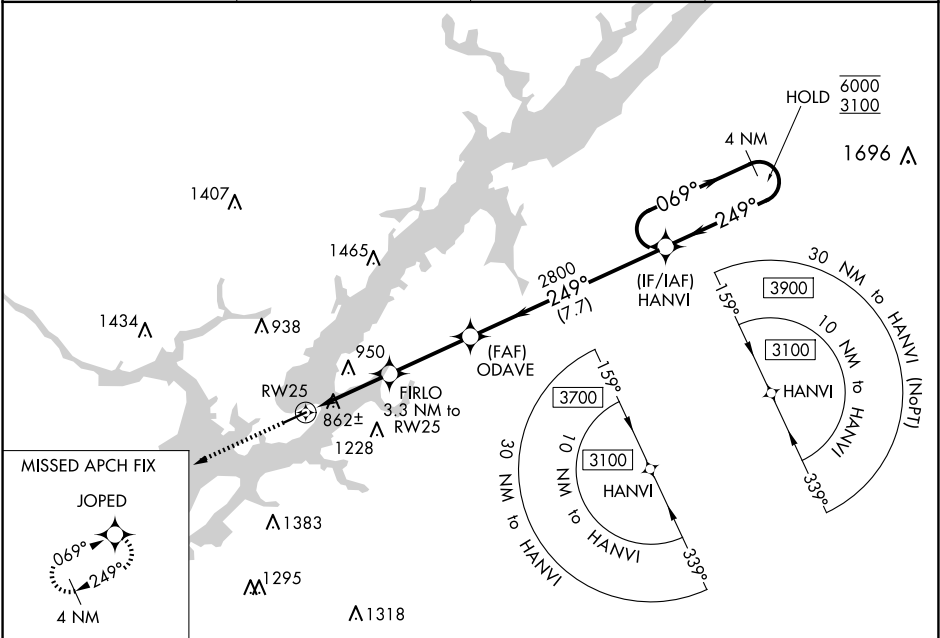 HOLD
6000
3100
4 NM
1696
069°
249°
1407
1465
2800
249°
(7.7)
(IF/IAF)
HANVI
1434
938
950
(FAF)
ODAVE
RW25
FIRLO
3.3 NM to
RW25
862±
1228
30 NM to HANVI (NoPT)
159°
3900
10 NM to HANVI
3100
HANVI
339°
159°
3700
30 NM to HANVI
10 NM to HANVI
3100
HANVI
339°
MISSED APCH FIX
JOPED
069°
249°
4 NM
1383
1295
1318